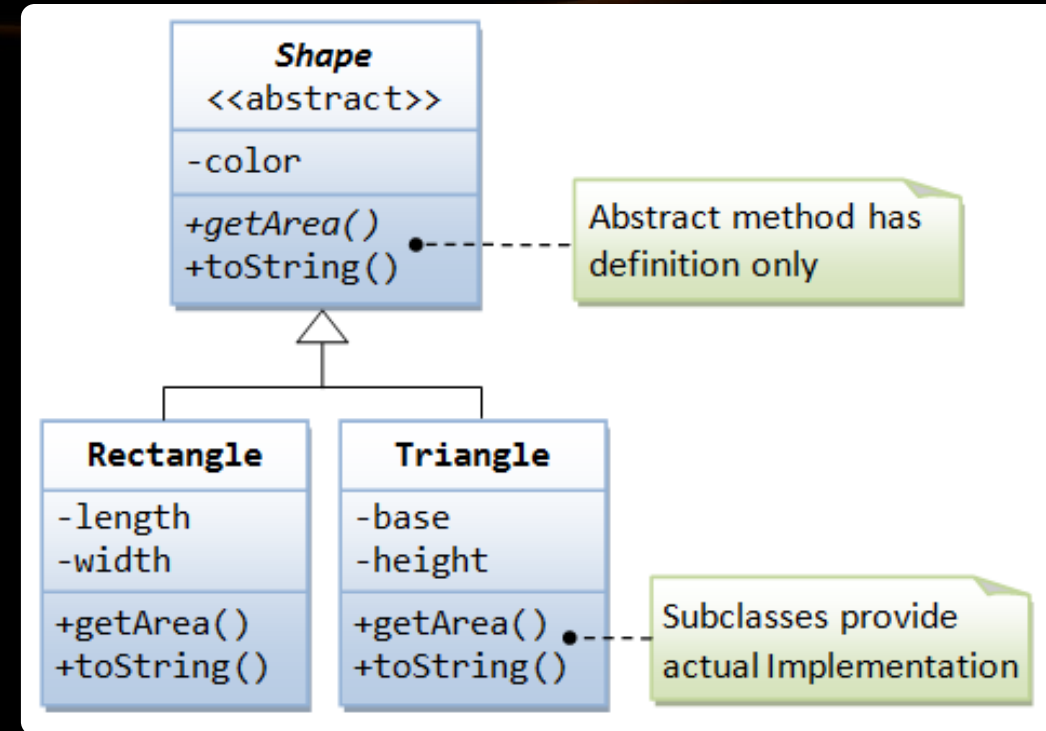 Shape
<<abstract>>
-color
+getArea()
+toString()
Abstract method has
definition only
Rectangle
-length
-width
+getArea()
+toString()
Triangle
-base
-height
+getArea()
+toString()
Subclasses provide
actual Implementation